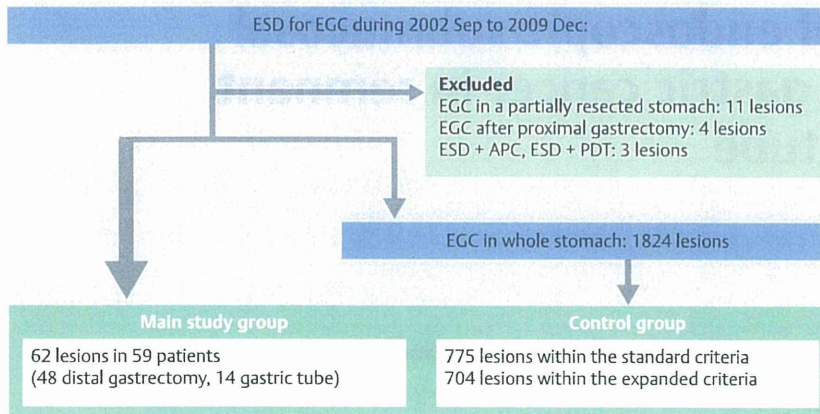 ESD for EGC during 2002 Sep to 2009 Dec:
Excluded
EGC in a partially resected stomach: 11 lesions
EGC after proximal gastrectomy: 4 lesions
ESD + APC, ESD + PDT: 3 lesions
EGC in whole stomach: 1824 lesions
Main study group
62 lesions in 59 patients
(48 distal gastrectomy, 14 gastric tube)
Control group
775 lesions within the standard criteria
704 lesions within the expanded criteria